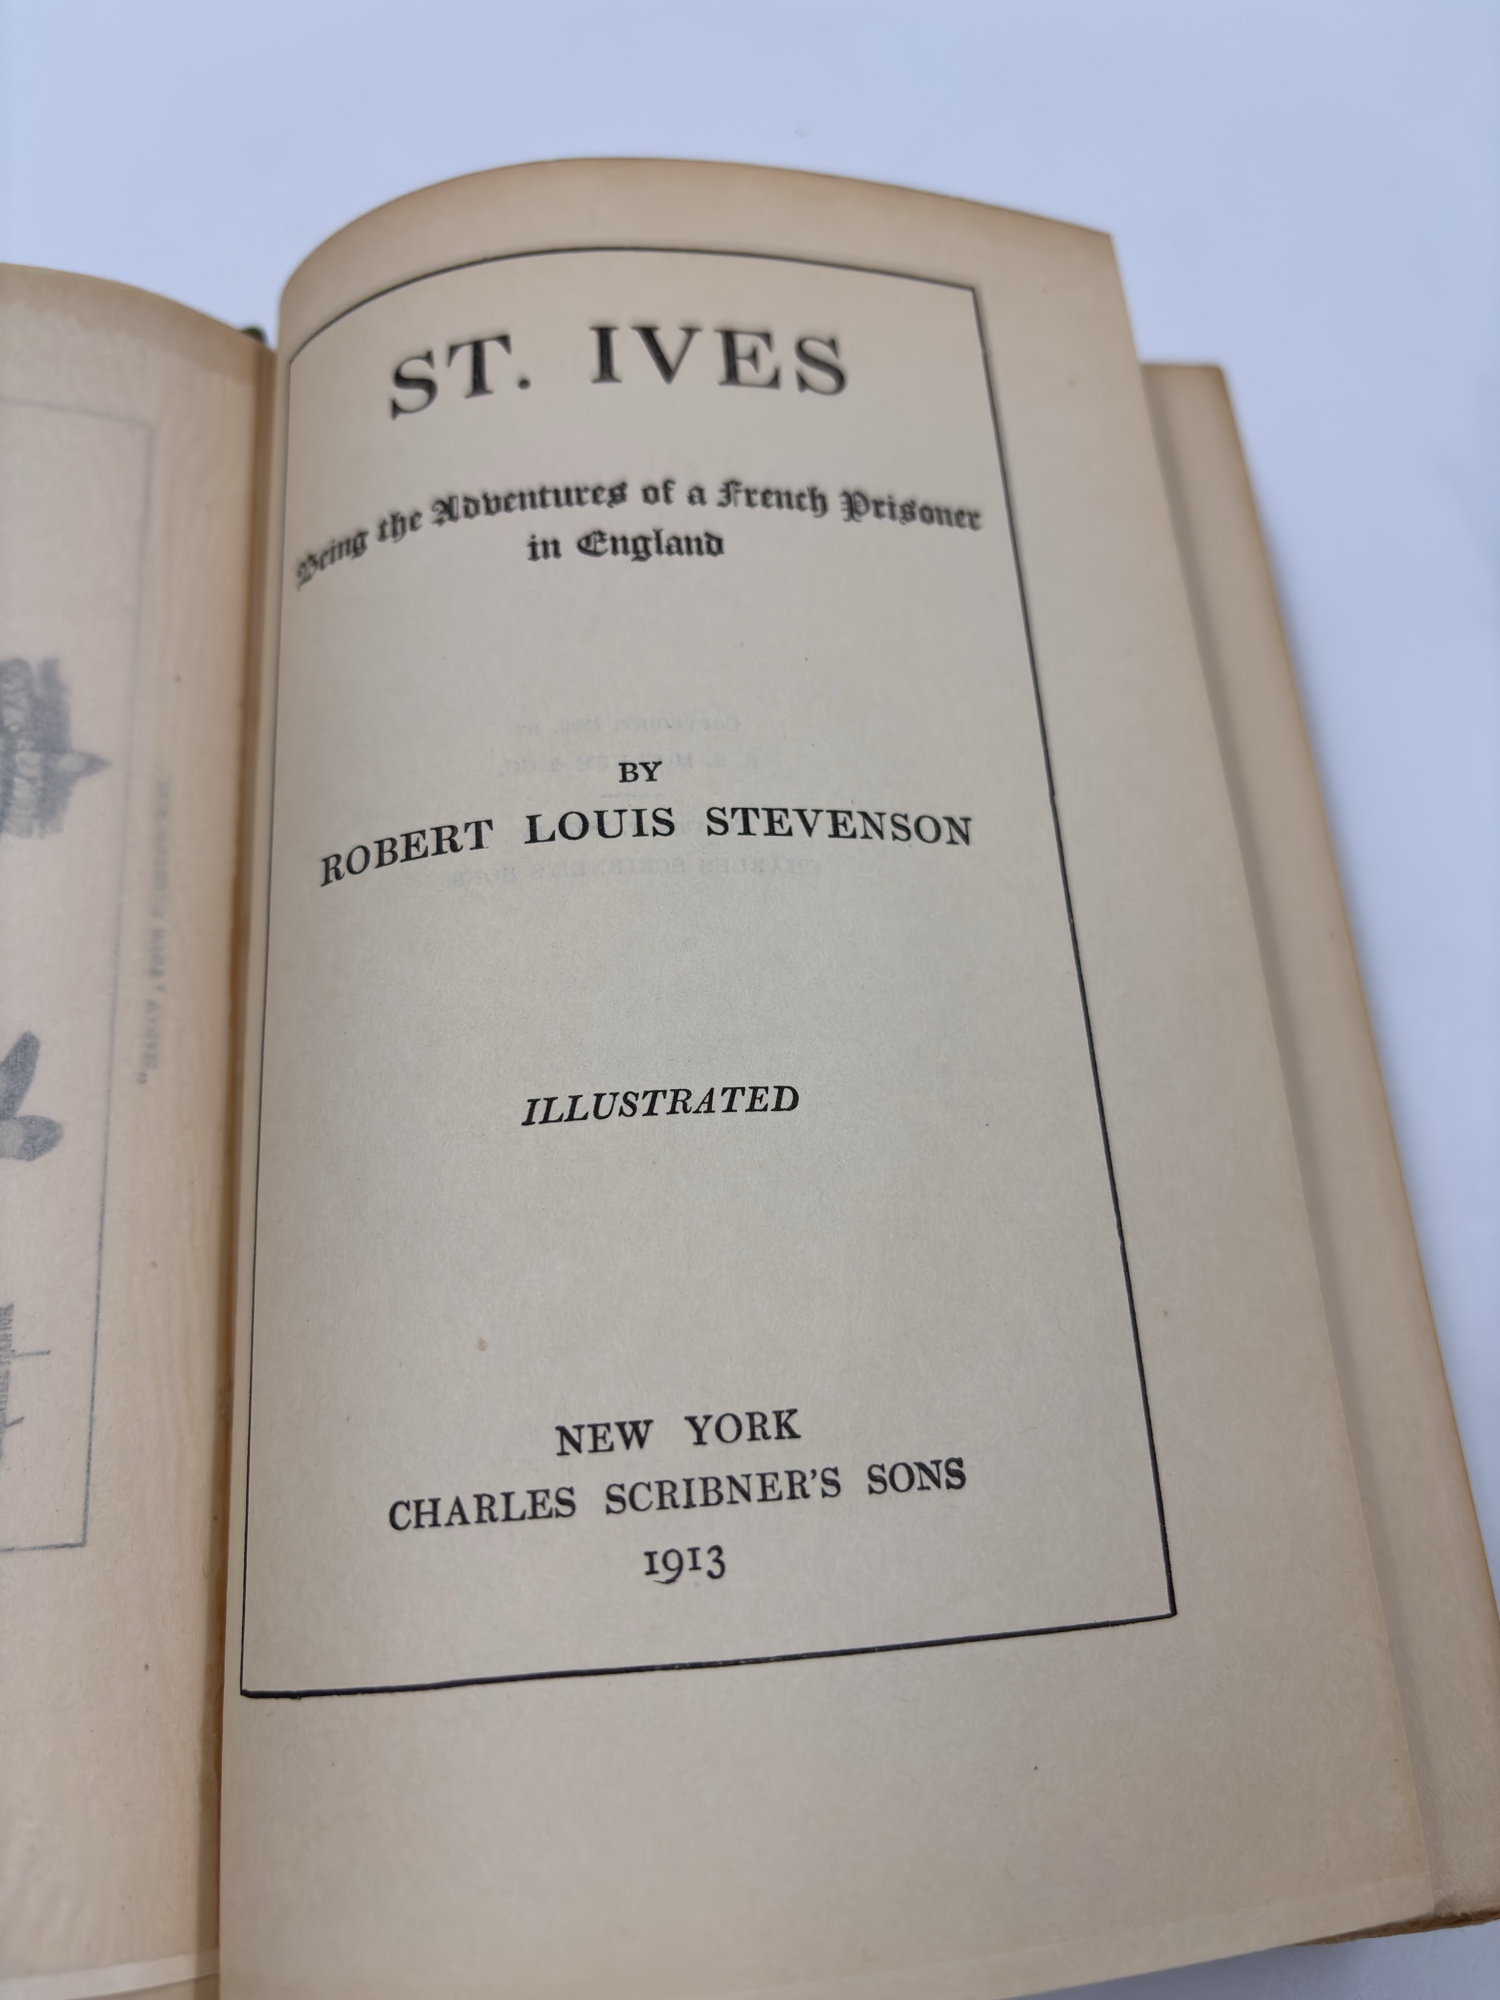 ST. IVES
Being the Adventures of a French Prisoner
in England
BY
ROBERT LOUIS STEVENSON
ILLUSTRATED
NEW YORK
CHARLES SCRIBNER'S SONS
1913